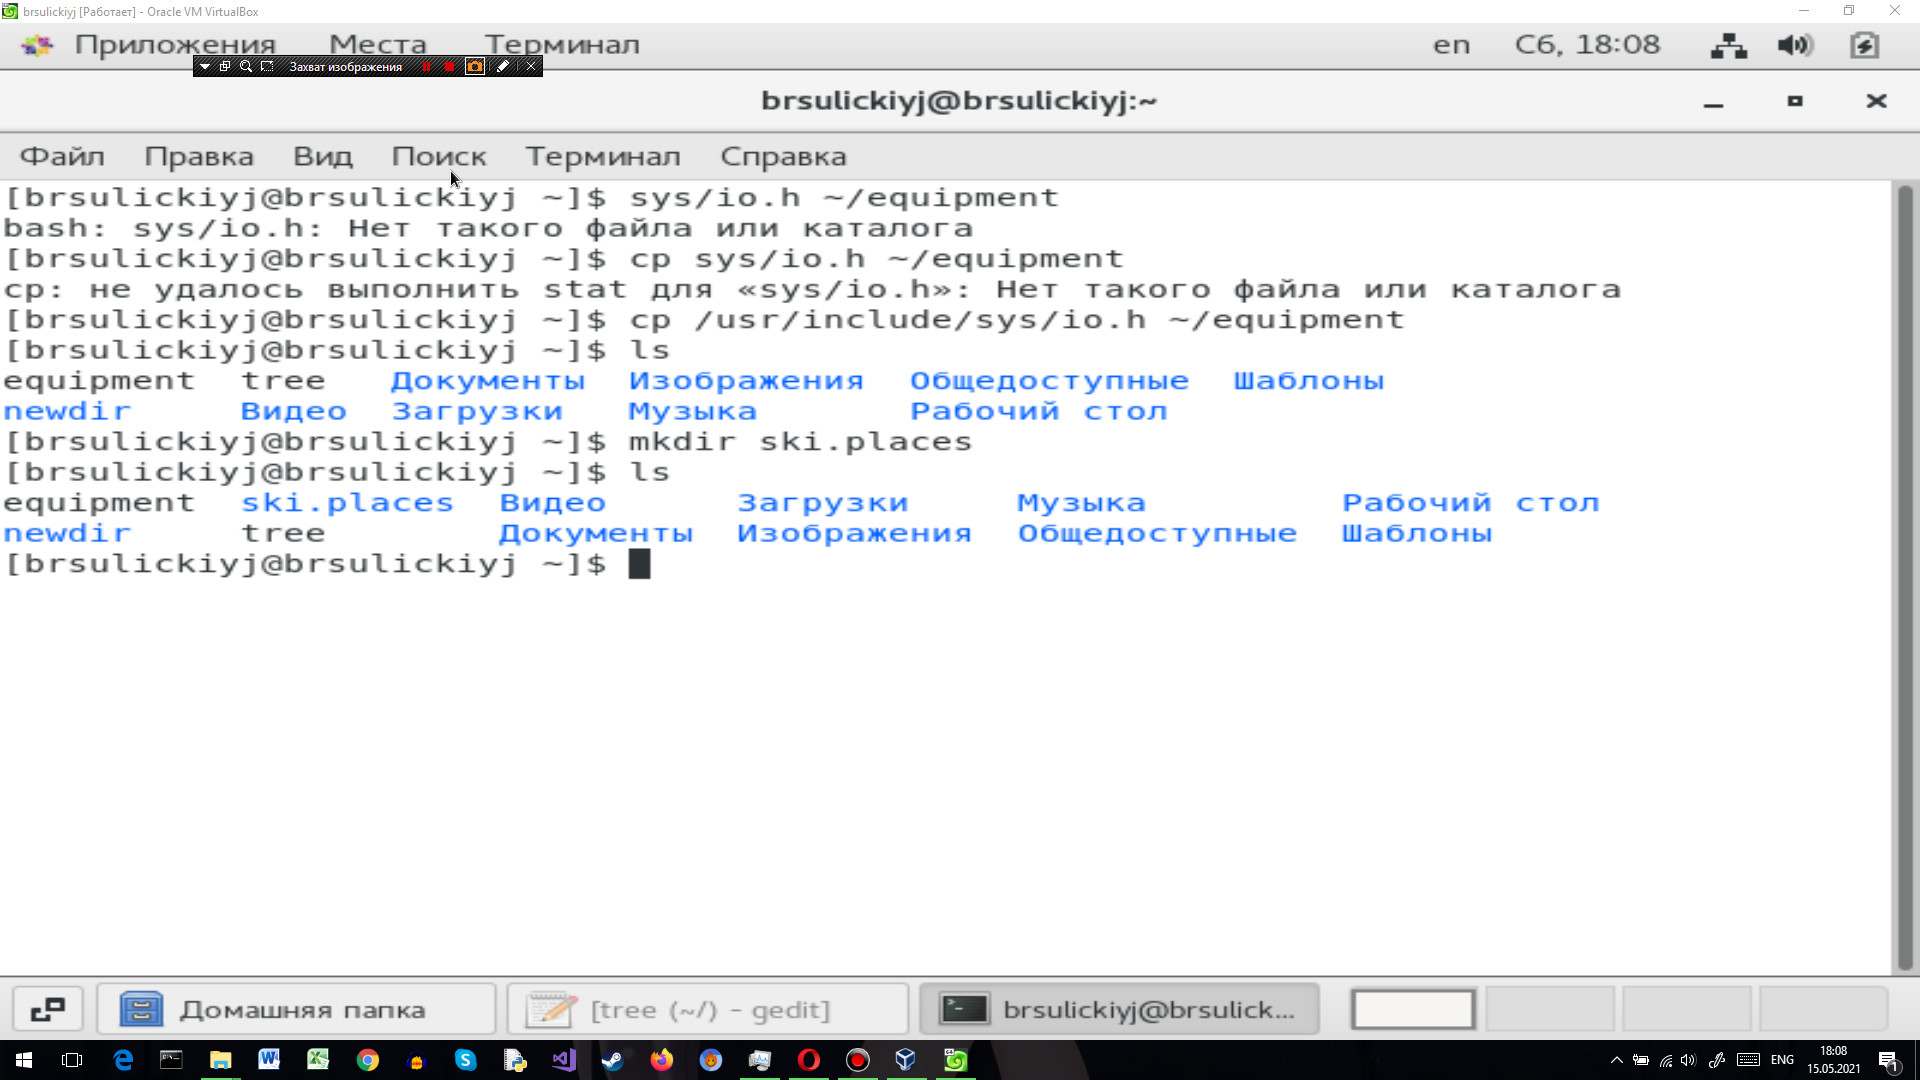 brsulickiyj [Работает] - Oracle VM VirtualBox
Приложения Места Терминал en Сб, 18:08
Захват изображения
brsulickiyj@brsulickiyj:~
Файл Правка Вид Поиск Терминал Справка
[brsulickiyj@brsulickiyj ~]$ sys/io.h ~/equipment
bash: sys/io.h: Нет такого файла или каталога
[brsulickiyj@brsulickiyj ~]$ cp sys/io.h ~/equipment
cp: не удалось выполнить stat для «sys/io.h»: Нет такого файла или каталога
[brsulickiyj@brsulickiyj ~]$ cp /usr/include/sys/io.h ~/equipment
[brsulickiyj@brsulickiyj ~]$ ls
equipment tree Документы Изображения Общедоступные Шаблоны
newdir Видео Загрузки Музыка Рабочий стол
[brsulickiyj@brsulickiyj ~]$ mkdir ski.places
[brsulickiyj@brsulickiyj ~]$ ls
equipment ski.places Видео Загрузки Музыка Рабочий стол
newdir tree Документы Изображения Общедоступные Шаблоны
[brsulickiyj@brsulickiyj ~]$
Домашняя папка [tree (~/) - gedit] brsulickiyj@brsulick...
ENG 18:08
15.05.2021 1